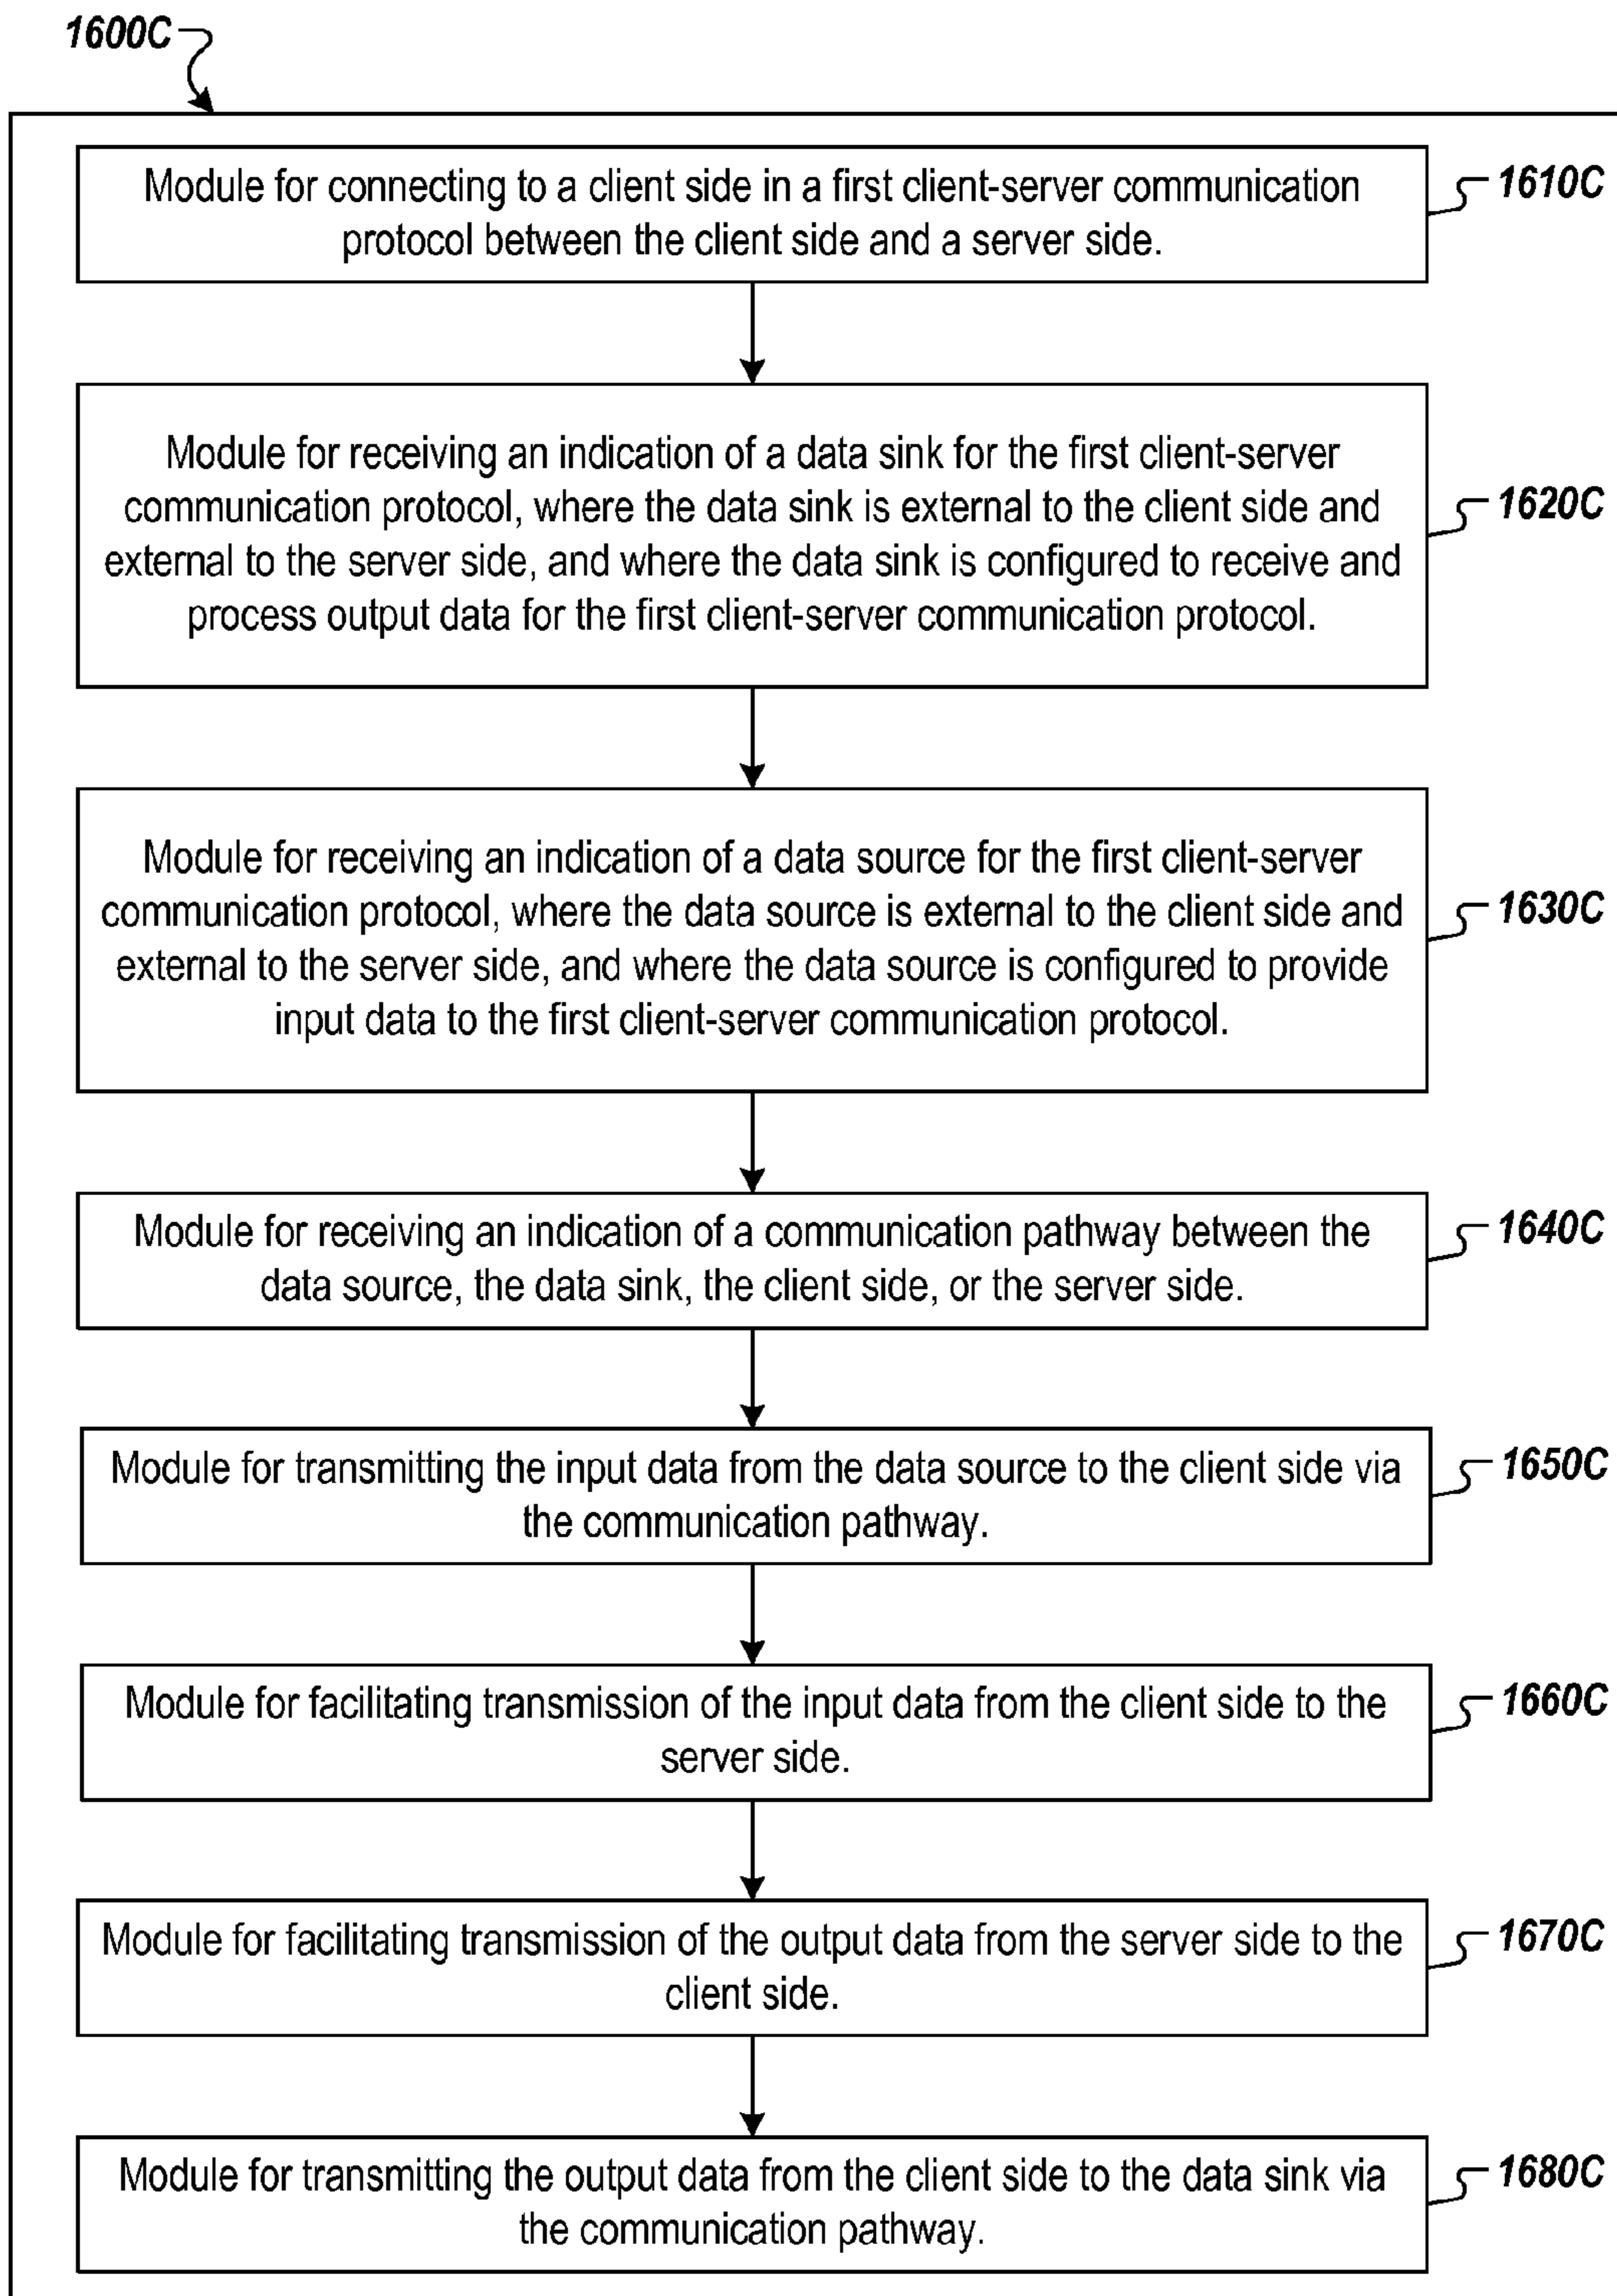 1600C
Module for connecting to a client side in a first client-server communication
protocol between the client side and a server side.
1610C
Module for receiving an indication of a data sink for the first client-server
communication protocol, where the data sink is external to the client side and
external to the server side, and where the data sink is configured to receive and
process output data for the first client-server communication protocol.
1620C
Module for receiving an indication of a data source for the first client-server
communication protocol, where the data source is external to the client side and
external to the server side, and where the data source is configured to provide
input data to the first client-server communication protocol.
1630C
Module for receiving an indication of a communication pathway between the
data source, the data sink, the client side, or the server side.
1640C
Module for transmitting the input data from the data source to the client side via
the communication pathway.
1650C
Module for facilitating transmission of the input data from the client side to the
server side.
1660C
Module for facilitating transmission of the output data from the server side to the
client side.
1670C
Module for transmitting the output data from the client side to the data sink via
the communication pathway.
1680C